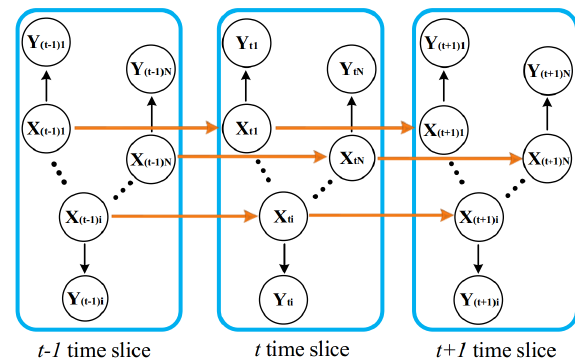 Y(t-1)1
Y(t-1)N
X(t-1)1
X(t-1)N
X(t-1)i
Y(t-1)i
t-1 time slice
Yt1
YtN
Xt1
XtN
Xti
Yti
t time slice
Y(t+1)1
Y(t+1)N
X(t+1)1
X(t+1)N
X(t+1)i
Y(t+1)i
t+1 time slice